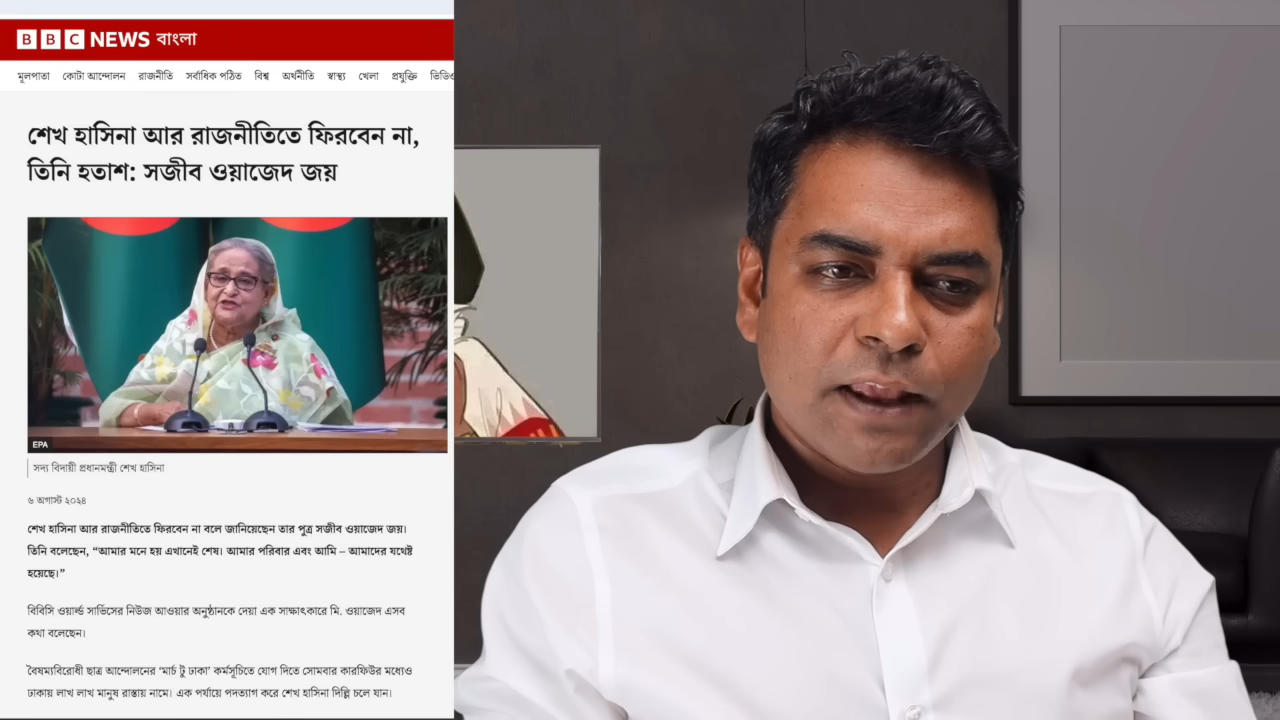 BBC NEWS বাংলা
মূলপাতা কোটা আন্দোলন রাজনীতি সর্বাধিক পঠিত বিশ্ব অর্থনীতি স্বাস্থ্য খেলা প্রযুক্তি ভিডিও
শেখ হাসিনা আর রাজনীতিতে ফিরবেন না,
তিনি হতাশ: সজীব ওয়াজেদ জয়
EPA
সদ্য বিদায়ী প্রধানমন্ত্রী শেখ হাসিনা
৬ অগাস্ট ২০২৪
শেখ হাসিনা আর রাজনীতিতে ফিরবেন না বলে জানিয়েছেন তার পুত্র সজীব ওয়াজেদ জয়।
তিনি বলেছেন, “আমার মনে হয় এখানেই শেষ। আমার পরিবার এবং আমি – আমাদের যথেষ্ট
হয়েছে।”
বিবিসি ওয়ার্ল্ড সার্ভিসের নিউজ আওয়ার অনুষ্ঠানকে দেয়া এক সাক্ষাৎকারে মি. ওয়াজেদ এসব
কথা বলেছেন।
বৈষম্যবিরোধী ছাত্র আন্দোলনের ‘মার্চ টু ঢাকা’ কর্মসূচিতে যোগ দিতে সোমবার কারফিউর মধ্যেও
ঢাকায় লাখ লাখ মানুষ রাস্তায় নামে। এক পর্যায়ে পদত্যাগ করে শেখ হাসিনা দিল্লি চলে যান।